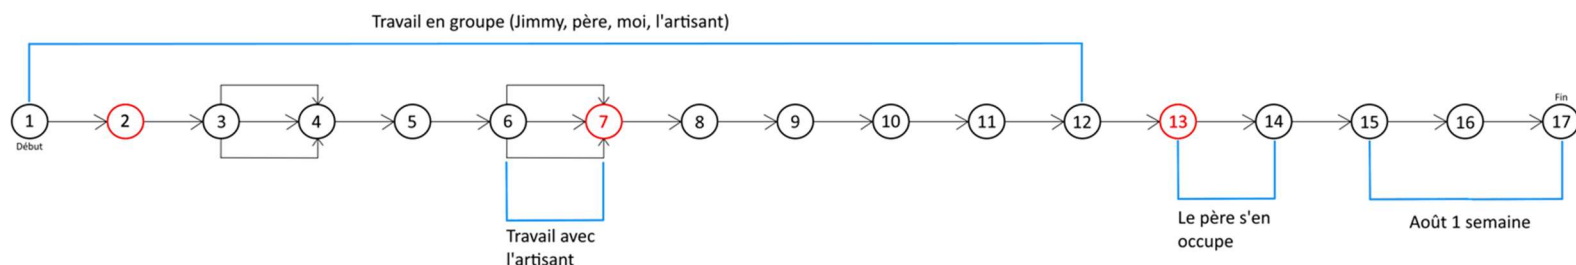 Travail en groupe (Jimmy, père, moi, l'artisant)
1
2
3
4
5
6
7
8
9
10
11
12
13
14
15
16
17
Début
Fin
Travail avec
l'artisant
Le père s'en
occupe
Août 1 semaine